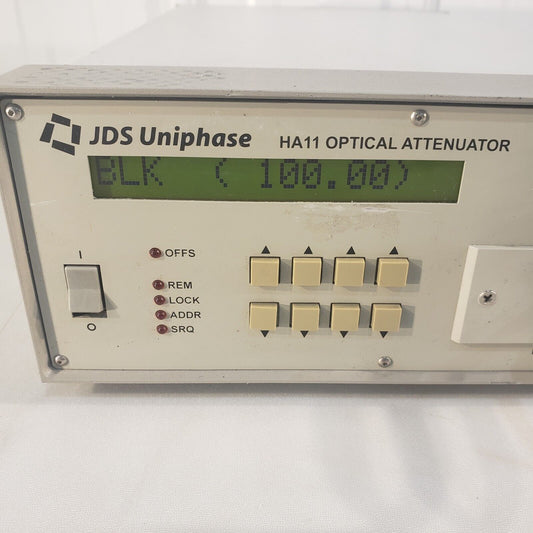 JDS Uniphase HA11 OPTICAL ATTENUATOR
BLK ( 100.00)
OFFS
I
REM
LOCK
ADDR
O
SRQ